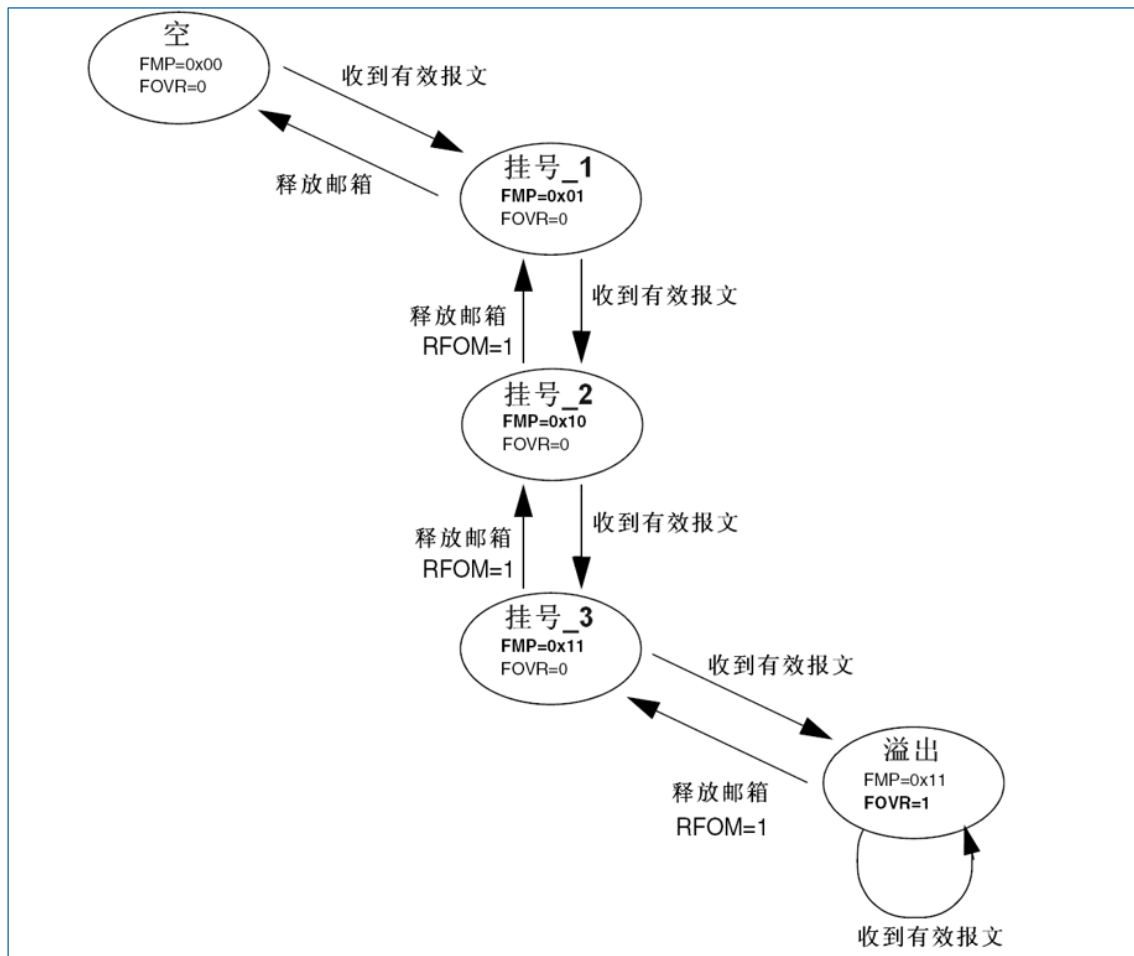 空
FMP=0x00
FOVR=0
收到有效报文
释放邮箱
挂号_1
FMP=0x01
FOVR=0
收到有效报文
释放邮箱
RFOM=1
挂号_2
FMP=0x10
FOVR=0
收到有效报文
释放邮箱
RFOM=1
挂号_3
FMP=0x11
FOVR=0
收到有效报文
释放邮箱
RFOM=1
溢出
FMP=0x11
FOVR=1
收到有效报文